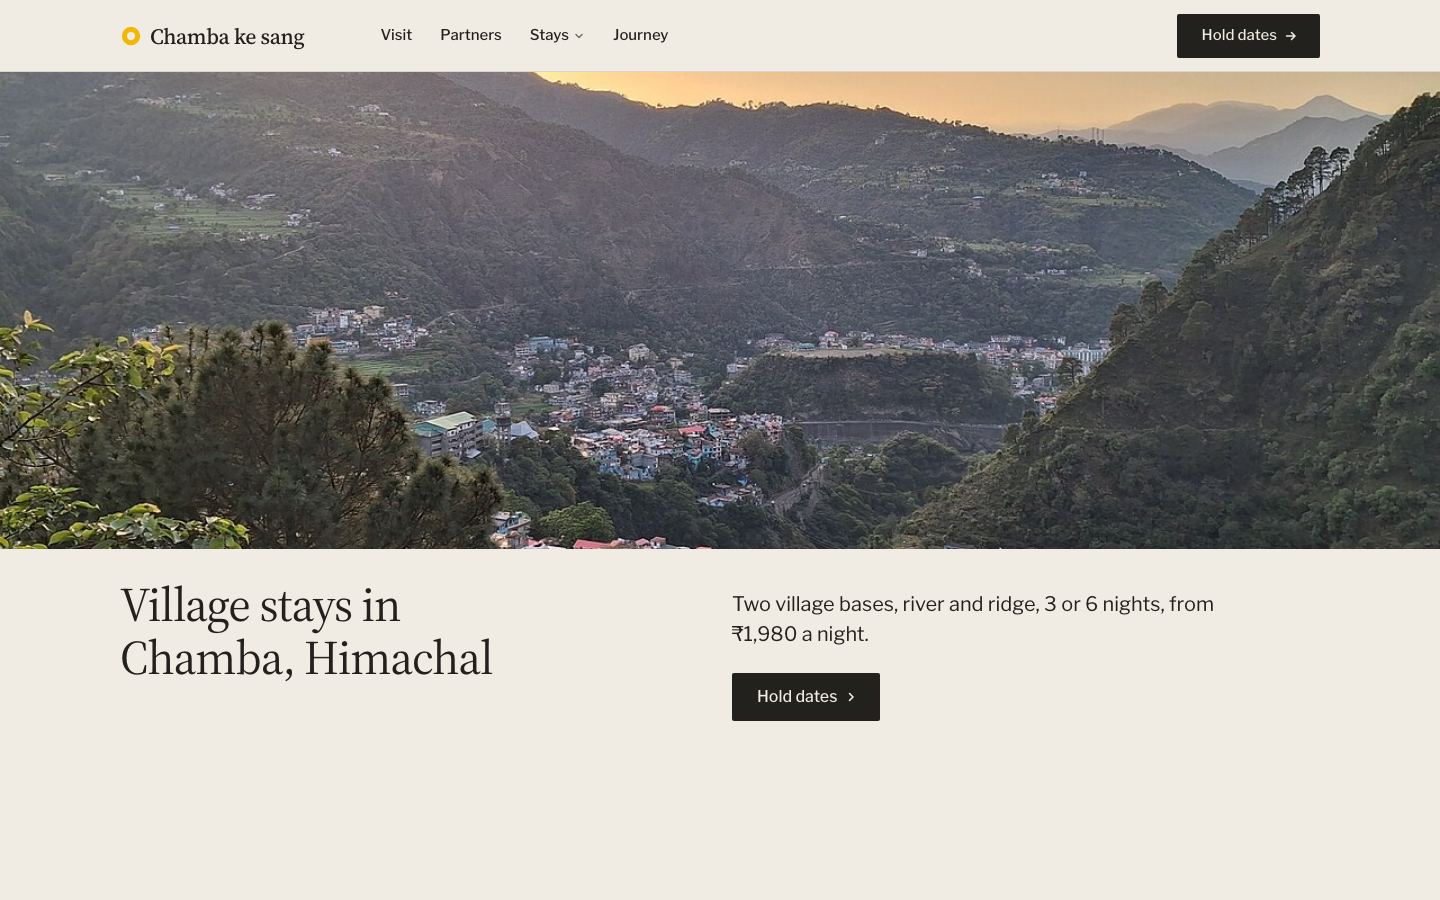 Chamba ke sang
Visit
Partners
Stays
Journey
Hold dates →
Village stays in
Chamba, Himachal
Two village bases, river and ridge, 3 or 6 nights, from
₹1,980 a night.
Hold dates